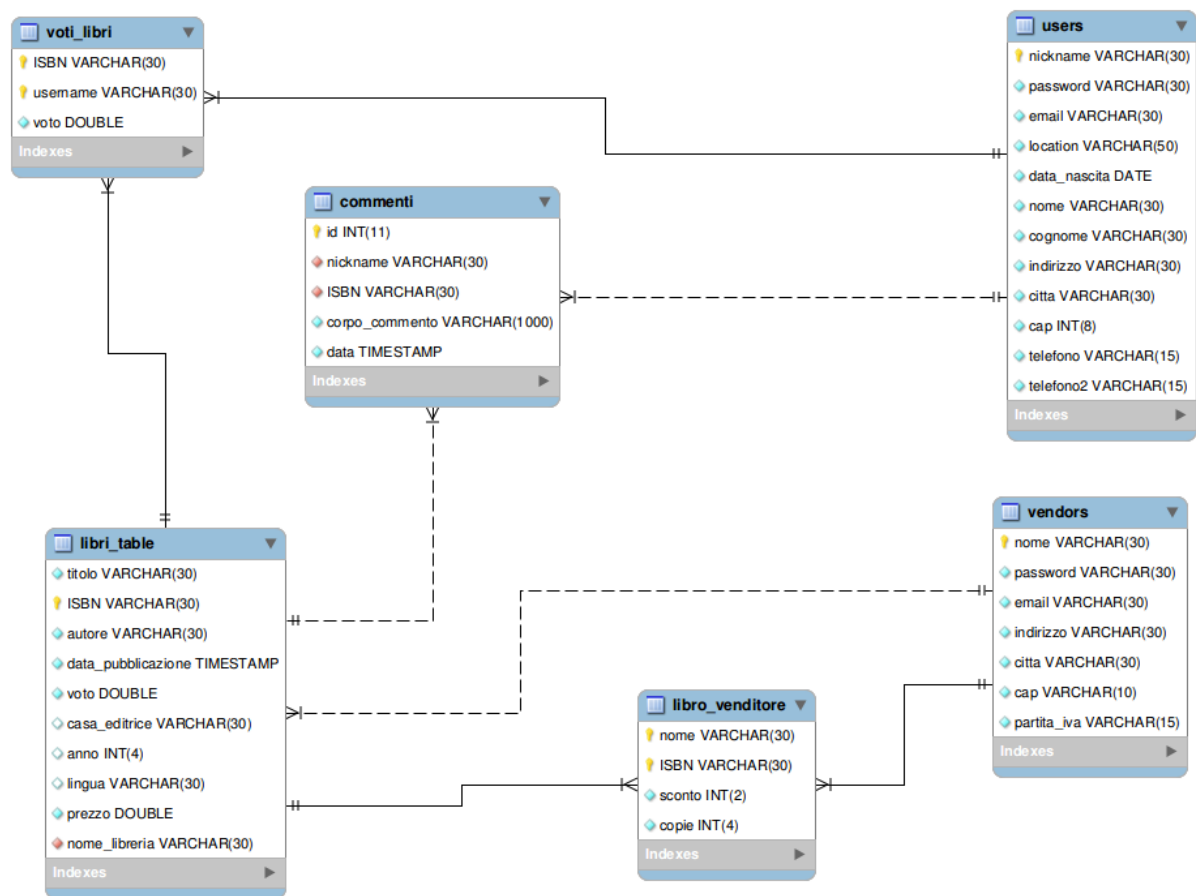 voti_libri
ISBN VARCHAR(30)
username VARCHAR(30)
voto DOUBLE
Indexes
users
nickname VARCHAR(30)
password VARCHAR(30)
email VARCHAR(30)
location VARCHAR(50)
data_nascita DATE
nome VARCHAR(30)
cognome VARCHAR(30)
indirizzo VARCHAR(30)
citta VARCHAR(30)
cap INT(8)
telefono VARCHAR(15)
telefono2 VARCHAR(15)
Indexes
commenti
id INT(11)
nickname VARCHAR(30)
ISBN VARCHAR(30)
corpo_commento VARCHAR(1000)
data TIMESTAMP
Indexes
libri_table
titolo VARCHAR(30)
ISBN VARCHAR(30)
autore VARCHAR(30)
data_pubblicazione TIMESTAMP
voto DOUBLE
casa_editrice VARCHAR(30)
anno INT(4)
lingua VARCHAR(30)
prezzo DOUBLE
nome_libreria VARCHAR(30)
Indexes
vendors
nome VARCHAR(30)
password VARCHAR(30)
email VARCHAR(30)
indirizzo VARCHAR(30)
citta VARCHAR(30)
cap VARCHAR(10)
partita_iva VARCHAR(15)
Indexes
libro_venditore
nome VARCHAR(30)
ISBN VARCHAR(30)
sconto INT(2)
copie INT(4)
Indexes